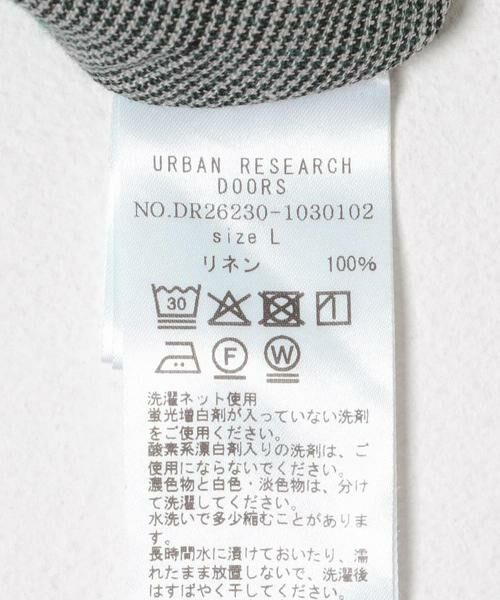 URBAN RESEARCH
DOORS
NO.DR26230-1030102
size L
リネン 100%
30
F W
洗濯ネット使用
蛍光増白剤が入っていない洗剤
をご使用ください。
酸素系漂白剤入りの洗剤は、ご
使用にならないでください。
濃色物と白色・淡色物は、分け
て洗濯してください。
水洗いで多少縮むことがありま
す。
長時間水に漬けておいたり、濡
れたまま放置しないで、洗濯後
はすばやく干してください。